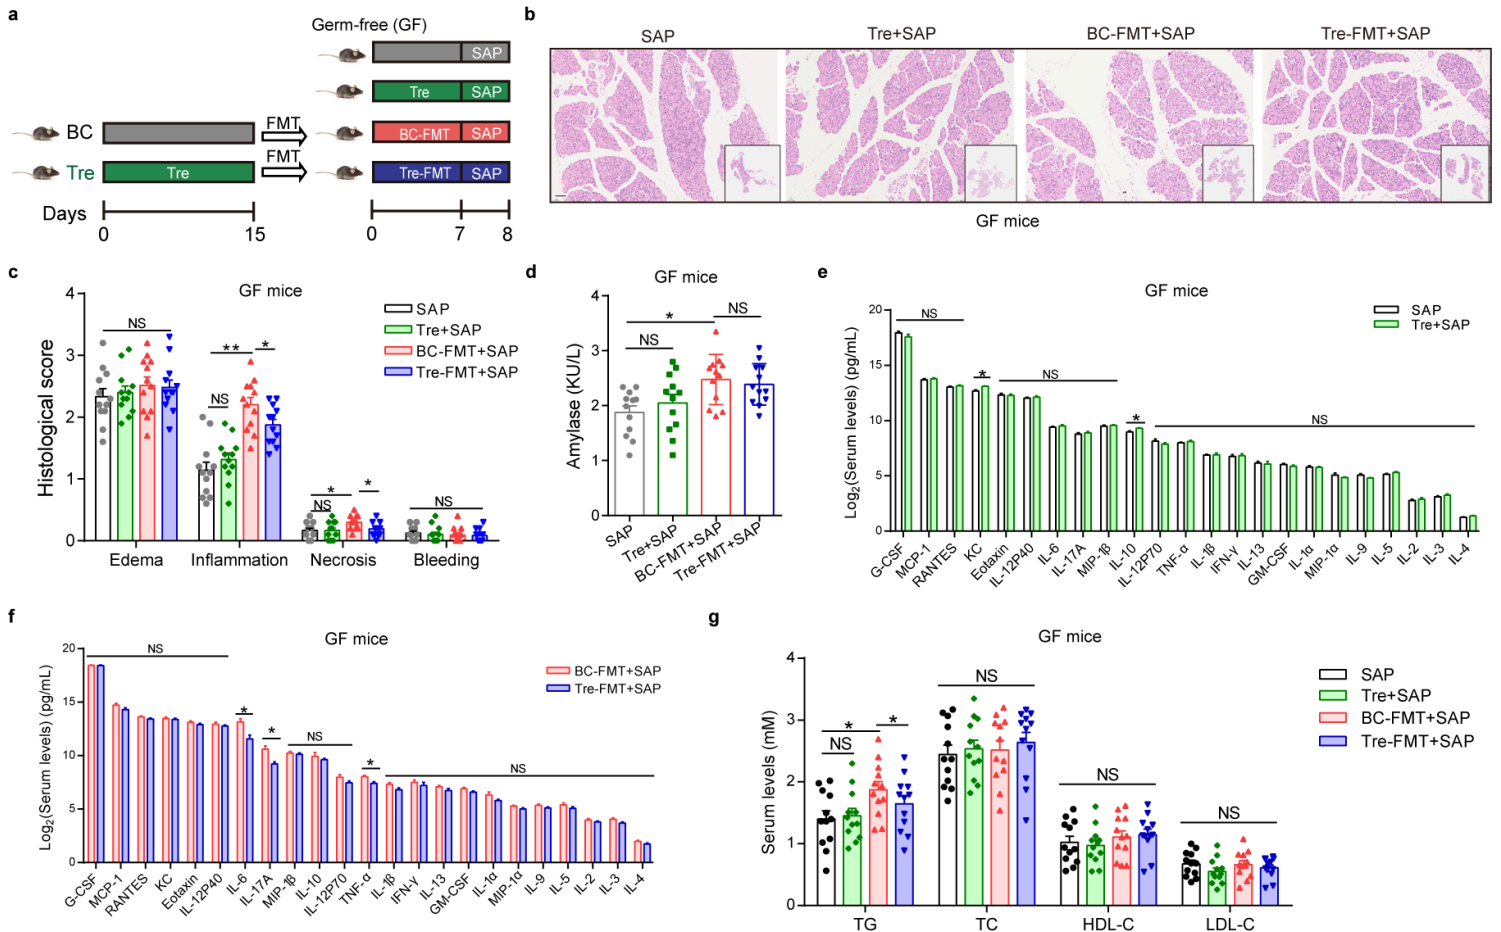 a
Germ-free (GF)
SAP
Tre SAP
BC FMT BC-FMT SAP
Tre Tre FMT Tre-FMT SAP
Days
0 15 0 7 8
b
SAP Tre+SAP BC-FMT+SAP Tre-FMT+SAP
GF mice
c
GF mice
Histological score
4
3
2
1
0
SAP
Tre+SAP
BC-FMT+SAP
Tre-FMT+SAP
NS
** *
NS
* *
NS
NS
Edema Inflammation Necrosis Bleeding
d
GF mice
Amylase (KU/L)
4
3
2
1
0
* NS
NS
SAP
Tre+SAP
BC-FMT+SAP
Tre-FMT+SAP
e
GF mice
Log2(Serum levels) (pg/mL)
20
15
10
5
0
SAP
Tre+SAP
NS * NS * NS
G-CSF
MCP-1
RANTES
KC
Eotaxin
IL-12P40
IL-6
IL-17A
MIP-1β
IL-10
IL-12P70
TNF-α
IL-1β
IFN-γ
IL-13
GM-CSF
IL-1α
MIP-1α
IL-9
IL-5
IL-2
IL-3
IL-4
f
GF mice
Log2(Serum levels) (pg/mL)
20
15
10
5
0
BC-FMT+SAP
Tre-FMT+SAP
NS * * NS * NS
G-CSF
MCP-1
RANTES
KC
Eotaxin
IL-12P40
IL-6
IL-17A
MIP-1β
IL-10
IL-12P70
TNF-α
IL-1β
IFN-γ
IL-13
GM-CSF
IL-1α
MIP-1α
IL-9
IL-5
IL-2
IL-3
IL-4
g
GF mice
Serum levels (mM)
4
3
2
1
0
SAP
Tre+SAP
BC-FMT+SAP
Tre-FMT+SAP
* *
NS
NS
NS
NS
TG TC HDL-C LDL-C